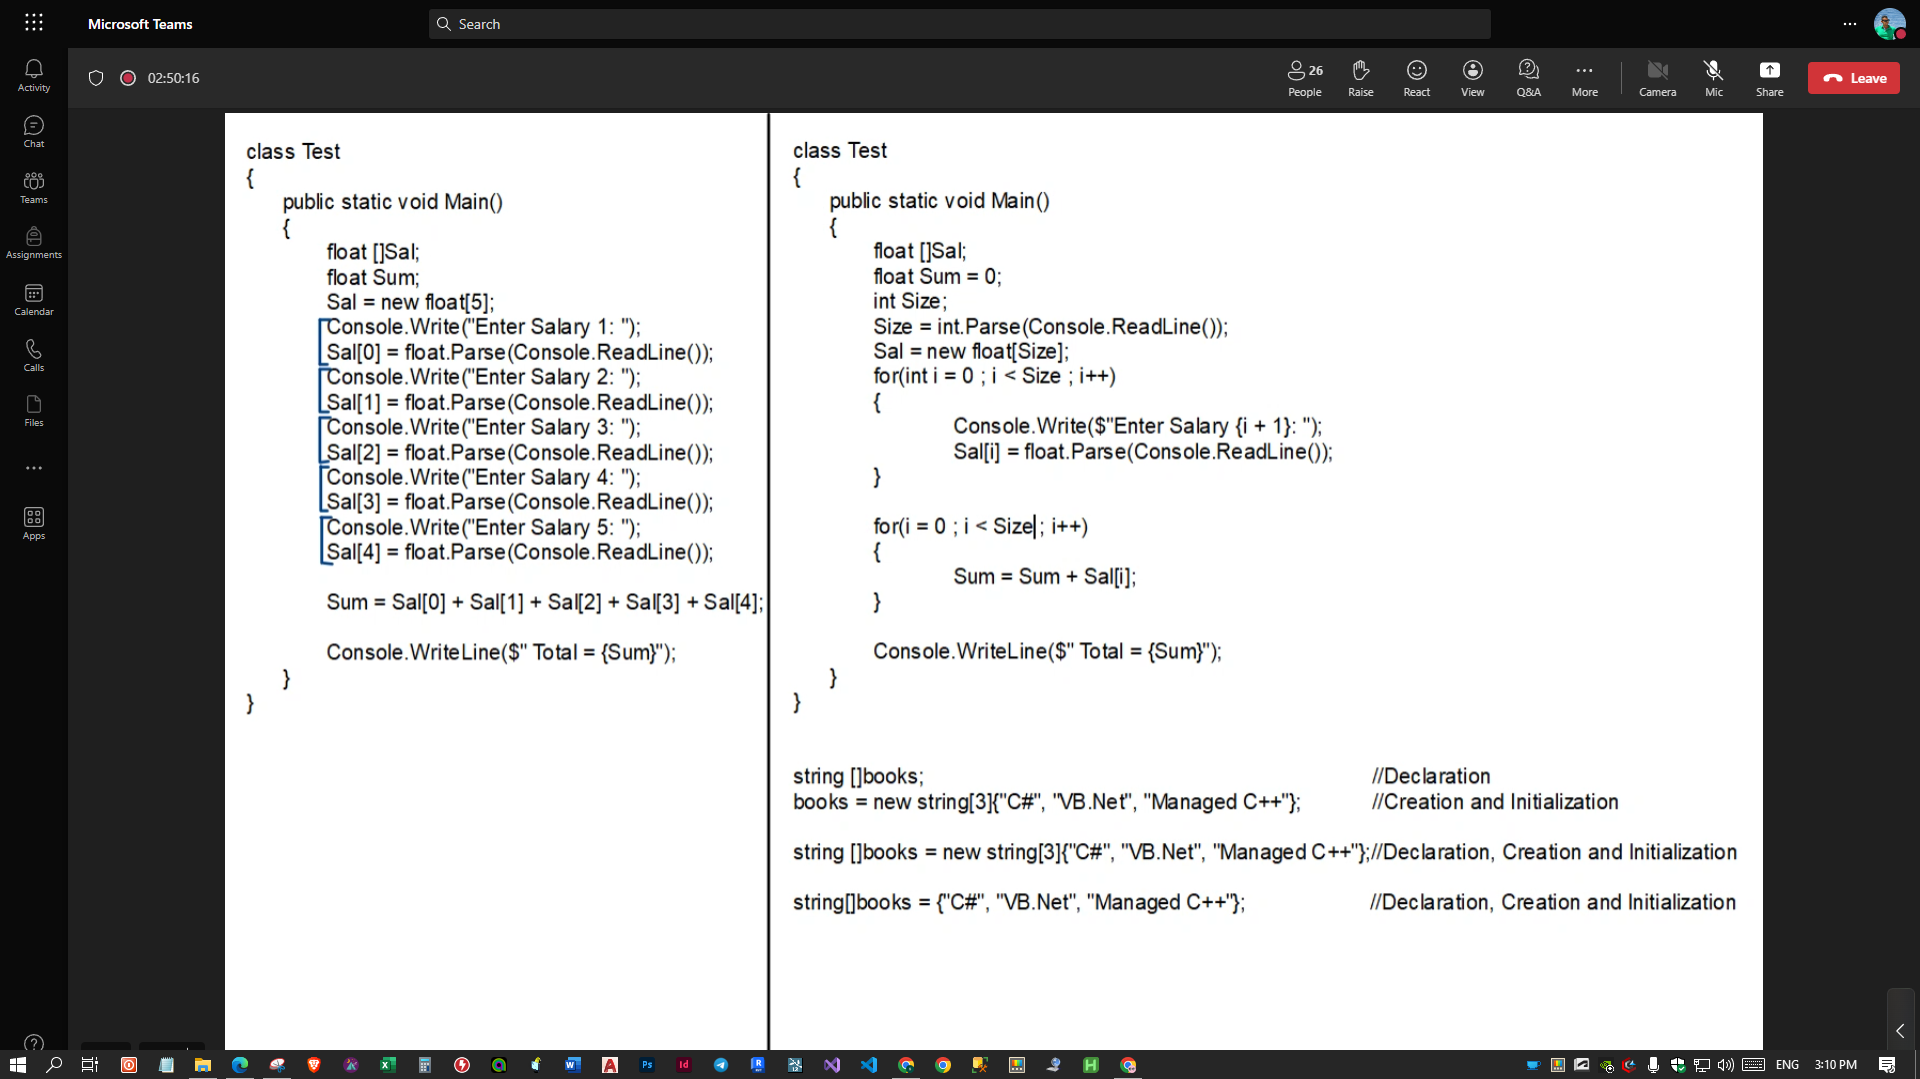 Microsoft Teams
Search
Activity
Chat
Teams
Assignments
Calendar
Calls
Files
Apps
02:50:16
26
People
Raise
React
View
Q&A
More
Camera
Mic
Share
Leave
class Test
{
public static void Main()
{
float []Sal;
float Sum;
Sal = new float[5];
Console.Write("Enter Salary 1: ");
Sal[0] = float.Parse(Console.ReadLine());
Console.Write("Enter Salary 2: ");
Sal[1] = float.Parse(Console.ReadLine());
Console.Write("Enter Salary 3: ");
Sal[2] = float.Parse(Console.ReadLine());
Console.Write("Enter Salary 4: ");
Sal[3] = float.Parse(Console.ReadLine());
Console.Write("Enter Salary 5: ");
Sal[4] = float.Parse(Console.ReadLine());
Sum = Sal[0] + Sal[1] + Sal[2] + Sal[3] + Sal[4];
Console.WriteLine($" Total = {Sum}");
}
}
class Test
{
public static void Main()
{
float []Sal;
float Sum = 0;
int Size;
Size = int.Parse(Console.ReadLine());
Sal = new float[Size];
for(int i = 0 ; i < Size ; i++)
{
Console.Write($"Enter Salary {i + 1}: ");
Sal[i] = float.Parse(Console.ReadLine());
}
for(i = 0 ; i < Size ; i++)
{
Sum = Sum + Sal[i];
}
Console.WriteLine($" Total = {Sum}");
}
}
string []books; //Declaration
books = new string[3]{"C#", "VB.Net", "Managed C++"}; //Creation and Initialization
string []books = new string[3]{"C#", "VB.Net", "Managed C++"};//Declaration, Creation and Initialization
string[]books = {"C#", "VB.Net", "Managed C++"}; //Declaration, Creation and Initialization
ENG
3:10 PM